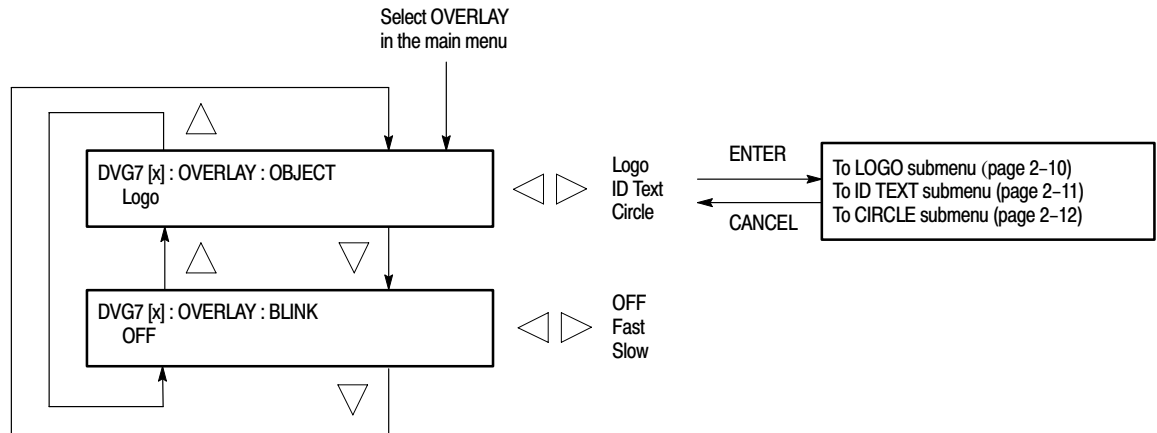 Select OVERLAY
in the main menu
DVG7 [x] : OVERLAY : OBJECT
Logo
Logo
ID Text
Circle
ENTER
CANCEL
To LOGO submenu (page 2–10)
To ID TEXT submenu (page 2–11)
To CIRCLE submenu (page 2–12)
DVG7 [x] : OVERLAY : BLINK
OFF
OFF
Fast
Slow